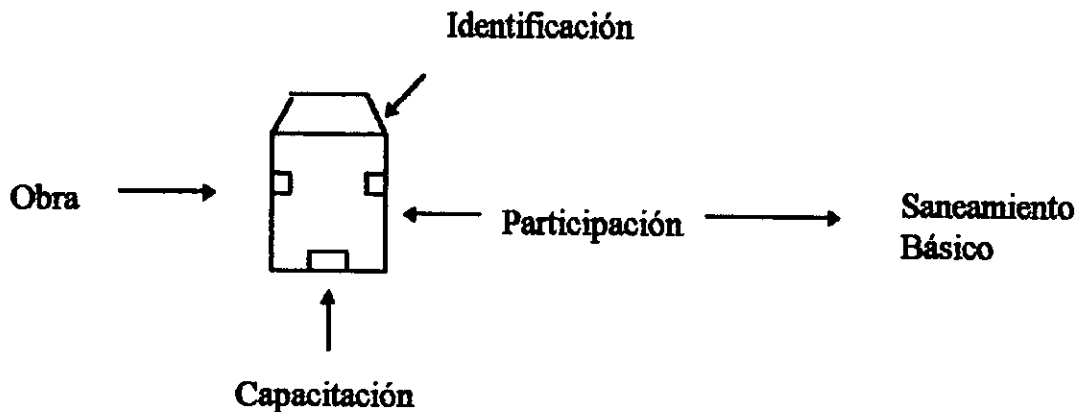 Identificación
Obra
Participación
Saneamiento
Básico
Capacitación